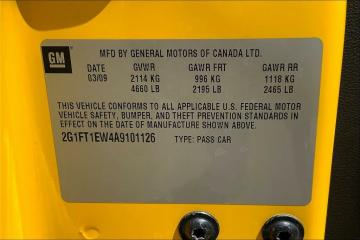 GM
MFD BY GENERAL MOTORS OF CANADA LTD.
DATE GVWR GAWR FRT GAWR RR
03/09 2114 KG 996 KG 1118 KG
4660 LB 2195 LB 2465 LB
THIS VEHICLE CONFORMS TO ALL APPLICABLE U.S. FEDERAL MOTOR
VEHICLE SAFETY, BUMPER, AND THEFT PREVENTION STANDARDS IN
EFFECT ON THE DATE OF MANUFACTURE SHOWN ABOVE.
2G1FT1EW4A9101126 TYPE: PASS CAR